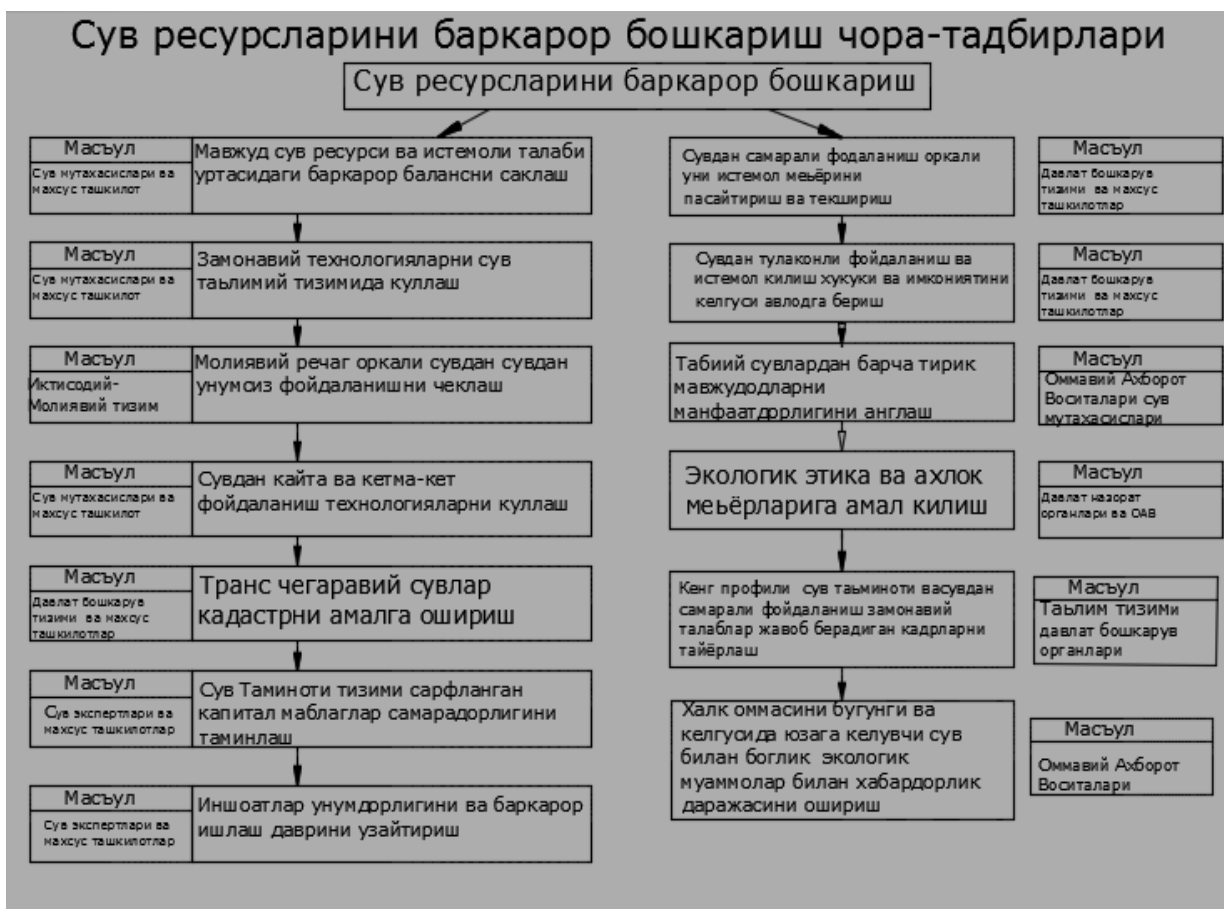 Сув ресурсларини баркарор бошкариш чора-тадбирлари
Сув ресурсларини баркарор бошкариш
Масъул
Сув мутахасислари ва
махсус ташкилот
Мавжуд сув ресурси ва истемоли талаби
уртасидаги баркарор балансни саклаш
Масъул
Сув мутахасислари ва
махсус ташкилот
Замонавий технологияларни сув
таьлимий тизимида куллаш
Масъул
Иктисодий-
Молиявий тизим
Молиявий речаг оркали сувдан сувдан
унумсиз фойдаланишни чеклаш
Масъул
Сув мутахасислари ва
махсус ташкилот
Сувдан кайта ва кетма-кет
фойдаланиш технологияларни куллаш
Масъул
Давлат бошкарув
тизими ва махсус
ташкилотлар
Транс чегаравий сувлар
кадастрни амалга ошириш
Масъул
Сув экспертлари ва
махсус ташкилотлар
Сув Таминоти тизими сарфланган
капитал маблаглар самарадорлигини
таминлаш
Масъул
Сув экспертлари ва
махсус ташкилотлар
Иншоатлар унумдорлигини ва баркарор
ишлаш даврини узайтириш
Сувдан самарали фодаланиш оркали
уни истемол меьёрини
пасайтириш ва текшириш
Масъул
Давлат бошкарув
тизими ва махсус
ташкилотлар
Сувдан тулаконли фойдаланиш ва
истемол килиш хукуки ва имкониятини
келгуси авлодга бериш
Масъул
Давлат бошкарув
тизими ва махсус
ташкилотлар
Табиий сувлардан барча тирик
мавжудодларни
манфаатдорлигини англаш
Масъул
Оммавий Ахборот
Воситалари сув
мутахасислари
Экологик этика ва ахлок
меьёрларига амал килиш
Масъул
Давлат назорат
органлари ва ОАВ
Кенг профили сув таьминоти васувдан
самарали фойдаланиш замонавий
талаблар жавоб берадиган кадрларни
тайёрлаш
Масъул
Таьлим тизими
давлат бошкарув
органлари
Халк оммасини бугунги ва
келгусида юзага келувчи сув
билан боглик экологик
муаммолар билан хабардорлик
даражасини ошириш
Масъул
Оммавий Ахборот
Воситалари